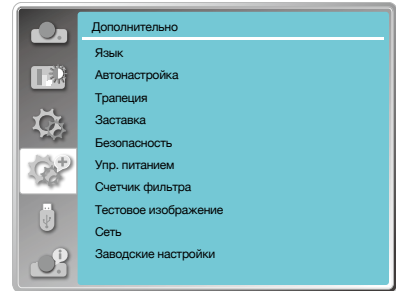 Дополнительно
Язык
Автонастройка
Трапеция
Заставка
Безопасность
Упр. питанием
Счетчик фильтра
Тестовое изображение
Сеть
Заводские настройки